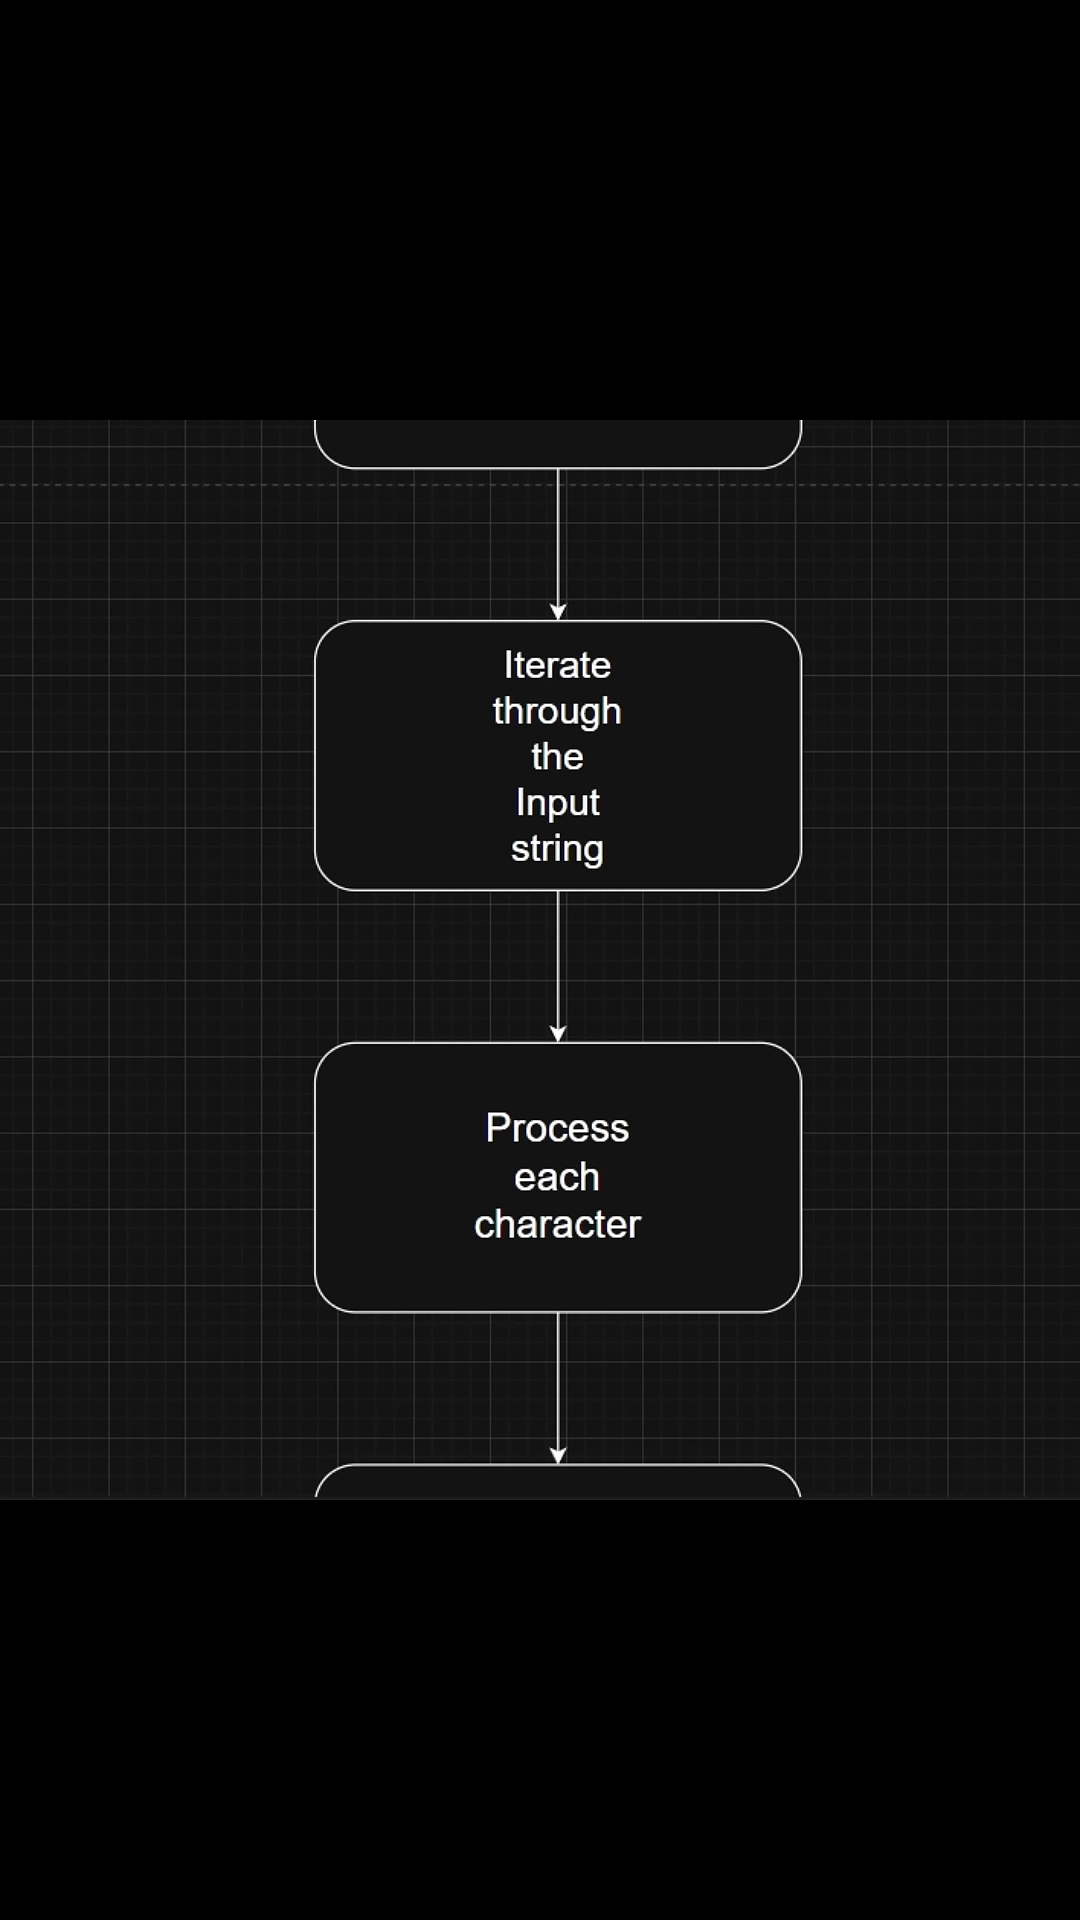 Iterate
through
the
Input
string
Process
each
character